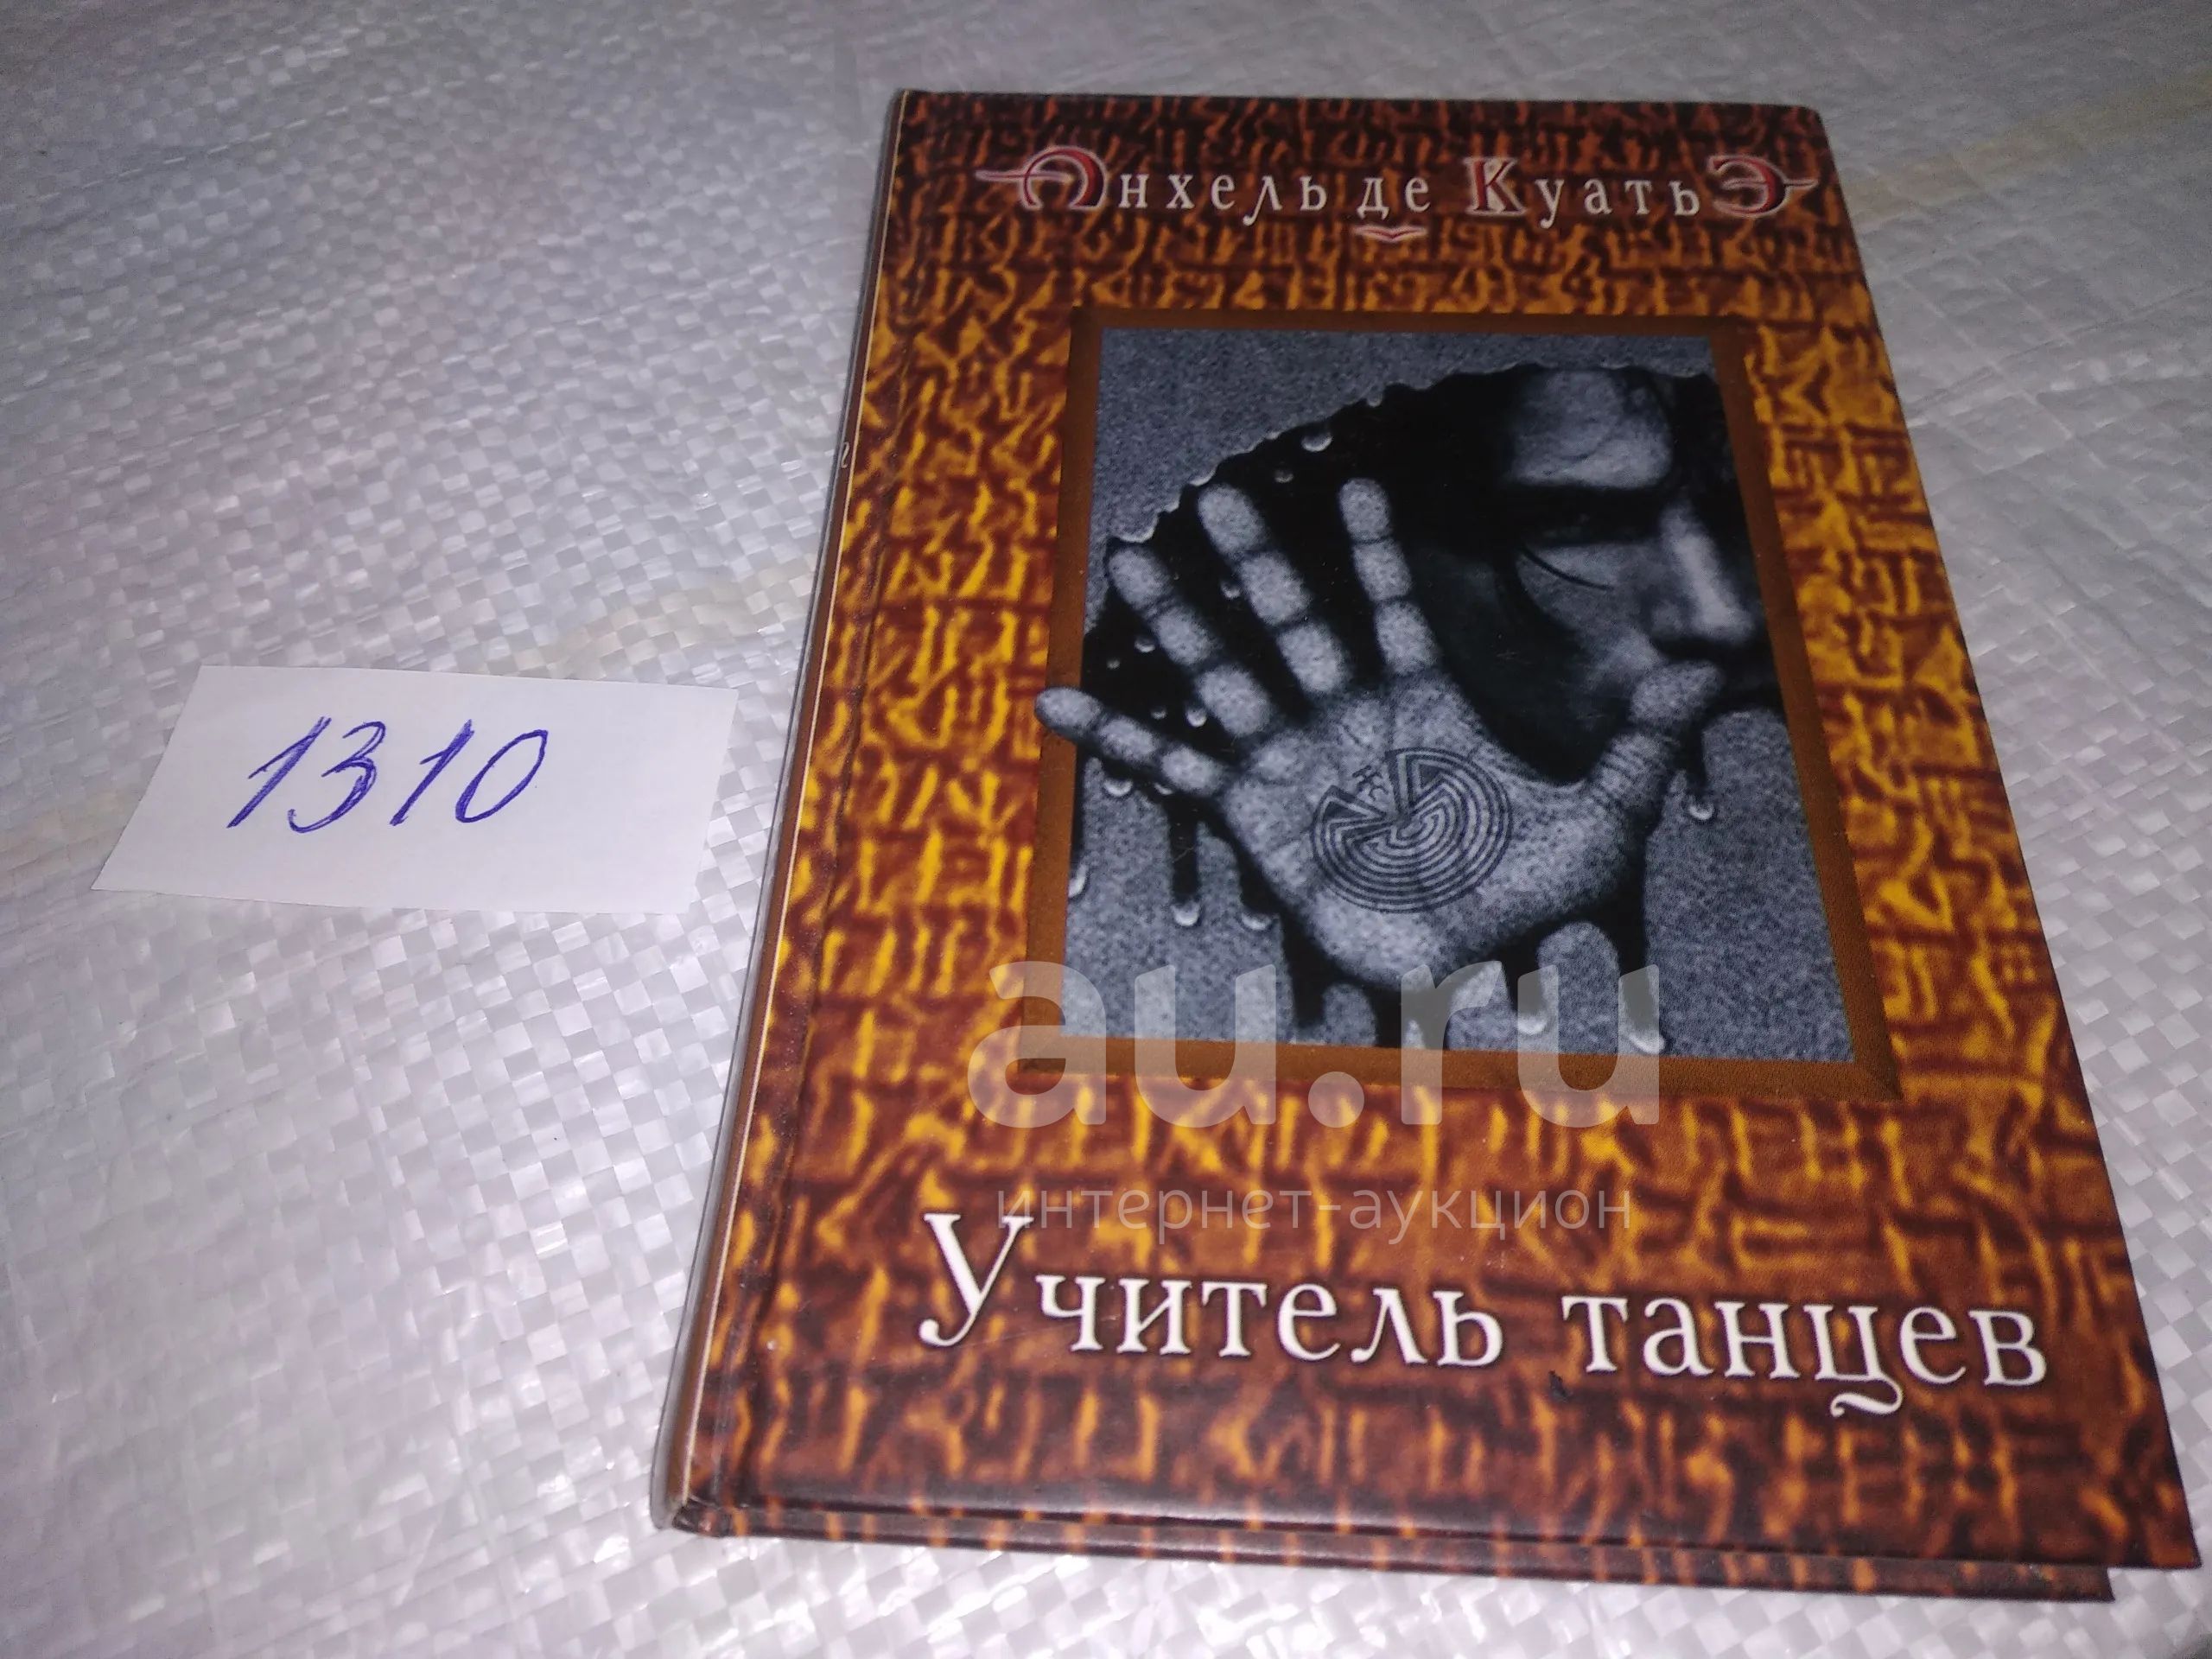 Анхель де Куатьэ
1310
au.ru
интернет-аукцион
Учитель танцев